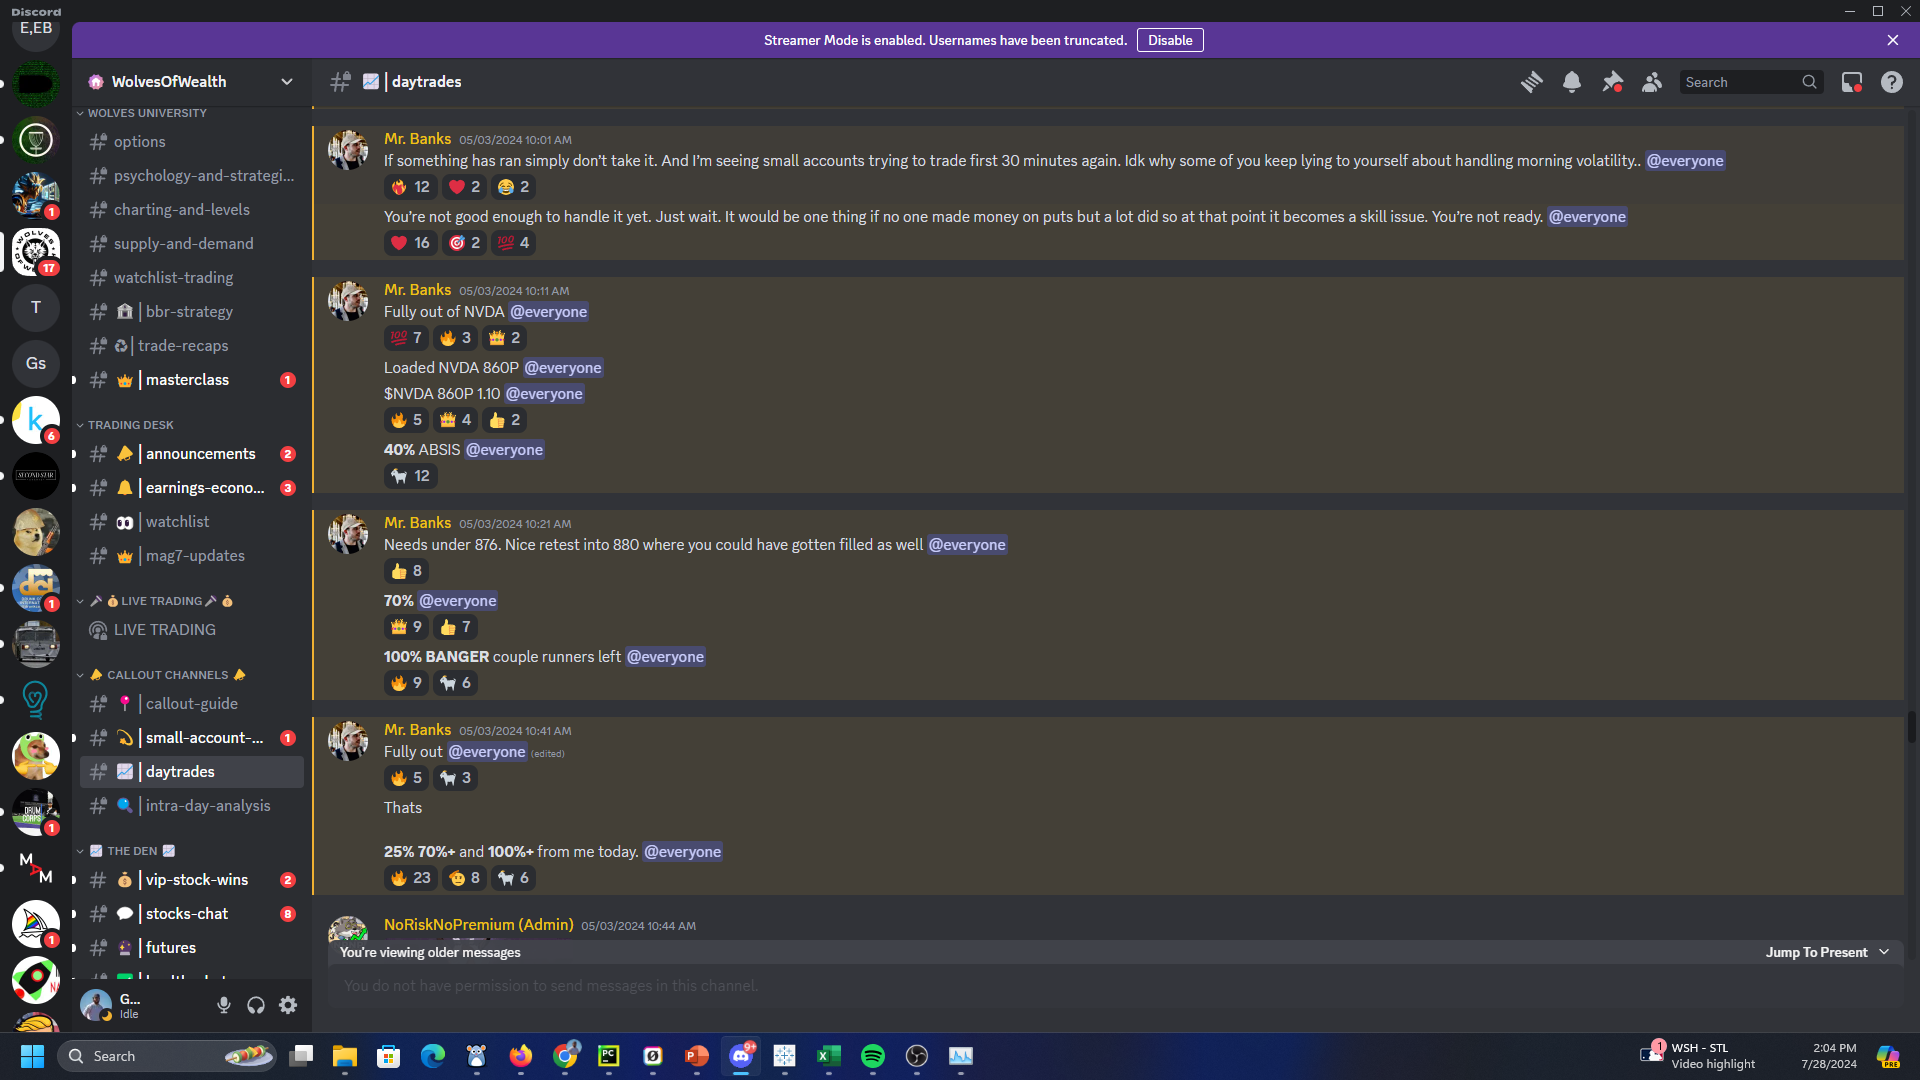 Discord
E,EB
Streamer Mode is enabled. Usernames have been truncated. Disable
WolvesOfWealth
daytrades
Search
WOLVES UNIVERSITY
options
psychology-and-strategi...
charting-and-levels
supply-and-demand
watchlist-trading
bbr-strategy
trade-recaps
masterclass 1
TRADING DESK
announcements 2
earnings-econo... 3
watchlist
mag7-updates
LIVE TRADING
LIVE TRADING
CALLOUT CHANNELS
callout-guide
small-account-... 1
daytrades
intra-day-analysis
THE DEN
vip-stock-wins 2
stocks-chat 8
futures
1
17
T
Gs
k
6
SECOND STAR
dci
1
DRUM CORPS
1
M A M
1
G...
Idle
Mr. Banks 05/03/2024 10:01 AM
If something has ran simply don't take it. And I'm seeing small accounts trying to trade first 30 minutes again. Idk why some of you keep lying to yourself about handling morning volatility.. @everyone
12 2 2
You're not good enough to handle it yet. Just wait. It would be one thing if no one made money on puts but a lot did so at that point it becomes a skill issue. You're not ready. @everyone
16 2 4
Mr. Banks 05/03/2024 10:11 AM
Fully out of NVDA @everyone
7 3 2
Loaded NVDA 860P @everyone
$NVDA 860P 1.10 @everyone
5 4 2
40% ABSIS @everyone
12
Mr. Banks 05/03/2024 10:21 AM
Needs under 876. Nice retest into 880 where you could have gotten filled as well @everyone
8
70% @everyone
9 7
100% BANGER couple runners left @everyone
9 6
Mr. Banks 05/03/2024 10:41 AM
Fully out @everyone (edited)
5 3
Thats
25% 70%+ and 100%+ from me today. @everyone
23 8 6
NoRiskNoPremium (Admin) 05/03/2024 10:44 AM
You're viewing older messages Jump To Present
You do not have permission to send messages in this channel.
Search
9+
1
WSH - STL
Video highlight
2:04 PM
7/28/2024
PRE